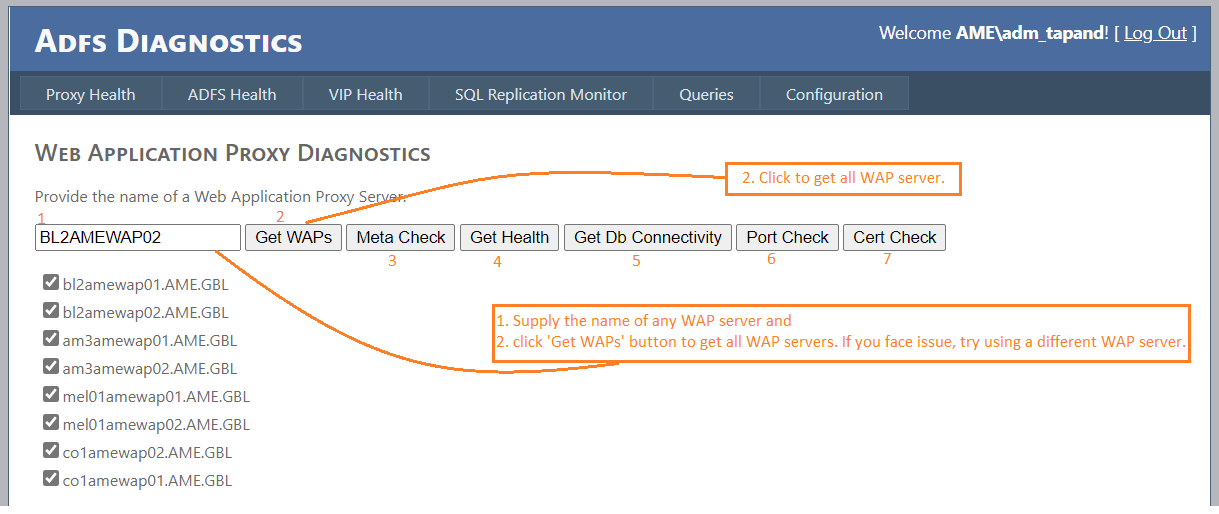 Adfs Diagnostics
Welcome AME\adm_tapand! [ Log Out ]
Proxy Health ADFS Health VIP Health SQL Replication Monitor Queries Configuration
Web Application Proxy Diagnostics
2. Click to get all WAP server.
Provide the name of a Web Application Proxy Server.
1 2
BL2AMEWAP02 Get WAPs Meta Check Get Health Get Db Connectivity Port Check Cert Check
3 4 5 6 7
bl2amewap01.AME.GBL
bl2amewap02.AME.GBL
1. Supply the name of any WAP server and
2. click 'Get WAPs' button to get all WAP servers. If you face issue, try using a different WAP server.
am3amewap01.AME.GBL
am3amewap02.AME.GBL
mel01amewap01.AME.GBL
mel01amewap02.AME.GBL
co1amewap02.AME.GBL
co1amewap01.AME.GBL